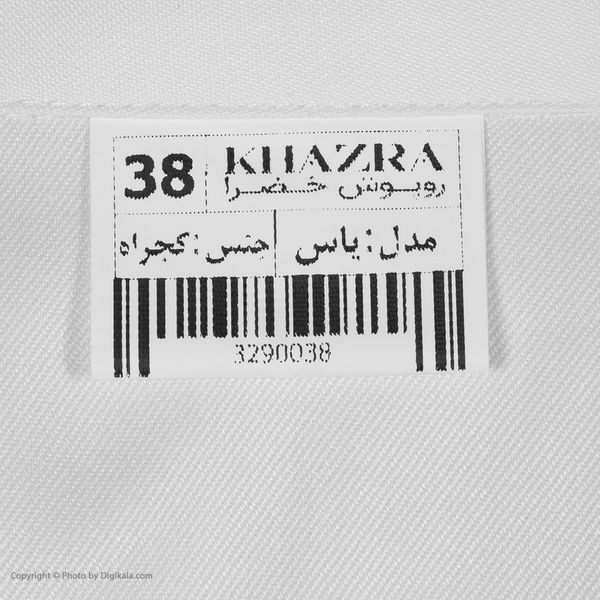 38
KHAZRA
روپوش خضرا
مدل : یاس
جنس : کجراه
3290038
Copyright © Photo by Digikala.com